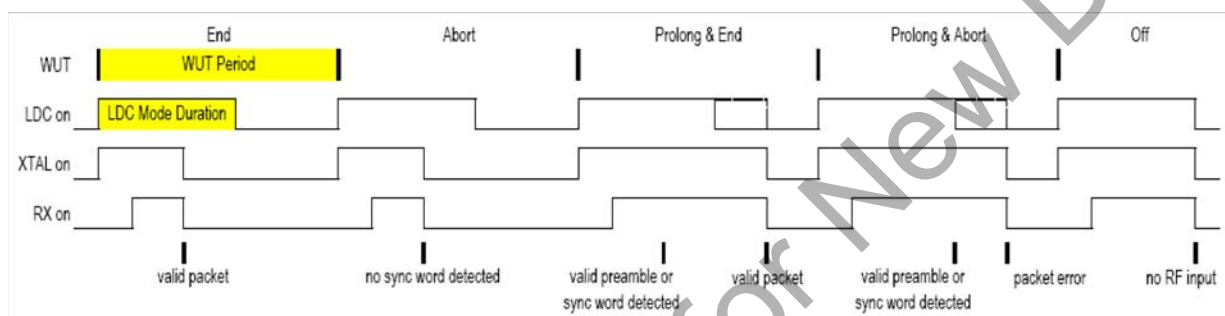 End Abort Prolong & End Prolong & Abort Off
WUT WUT Period
LDC on LDC Mode Duration
XTAL on
RX on
valid packet no sync word detected valid preamble or valid packet valid preamble or packet error no RF input
sync word detected sync word detected
for New D